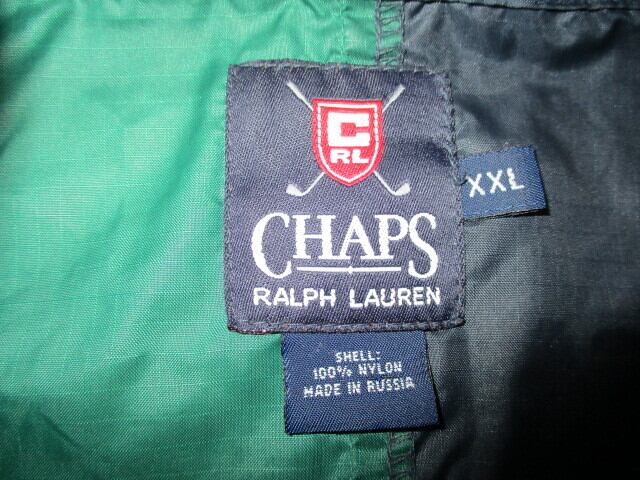 C
RL
XXL
CHAPS
RALPH LAUREN
SHELL:
100% NYLON
MADE IN RUSSIA